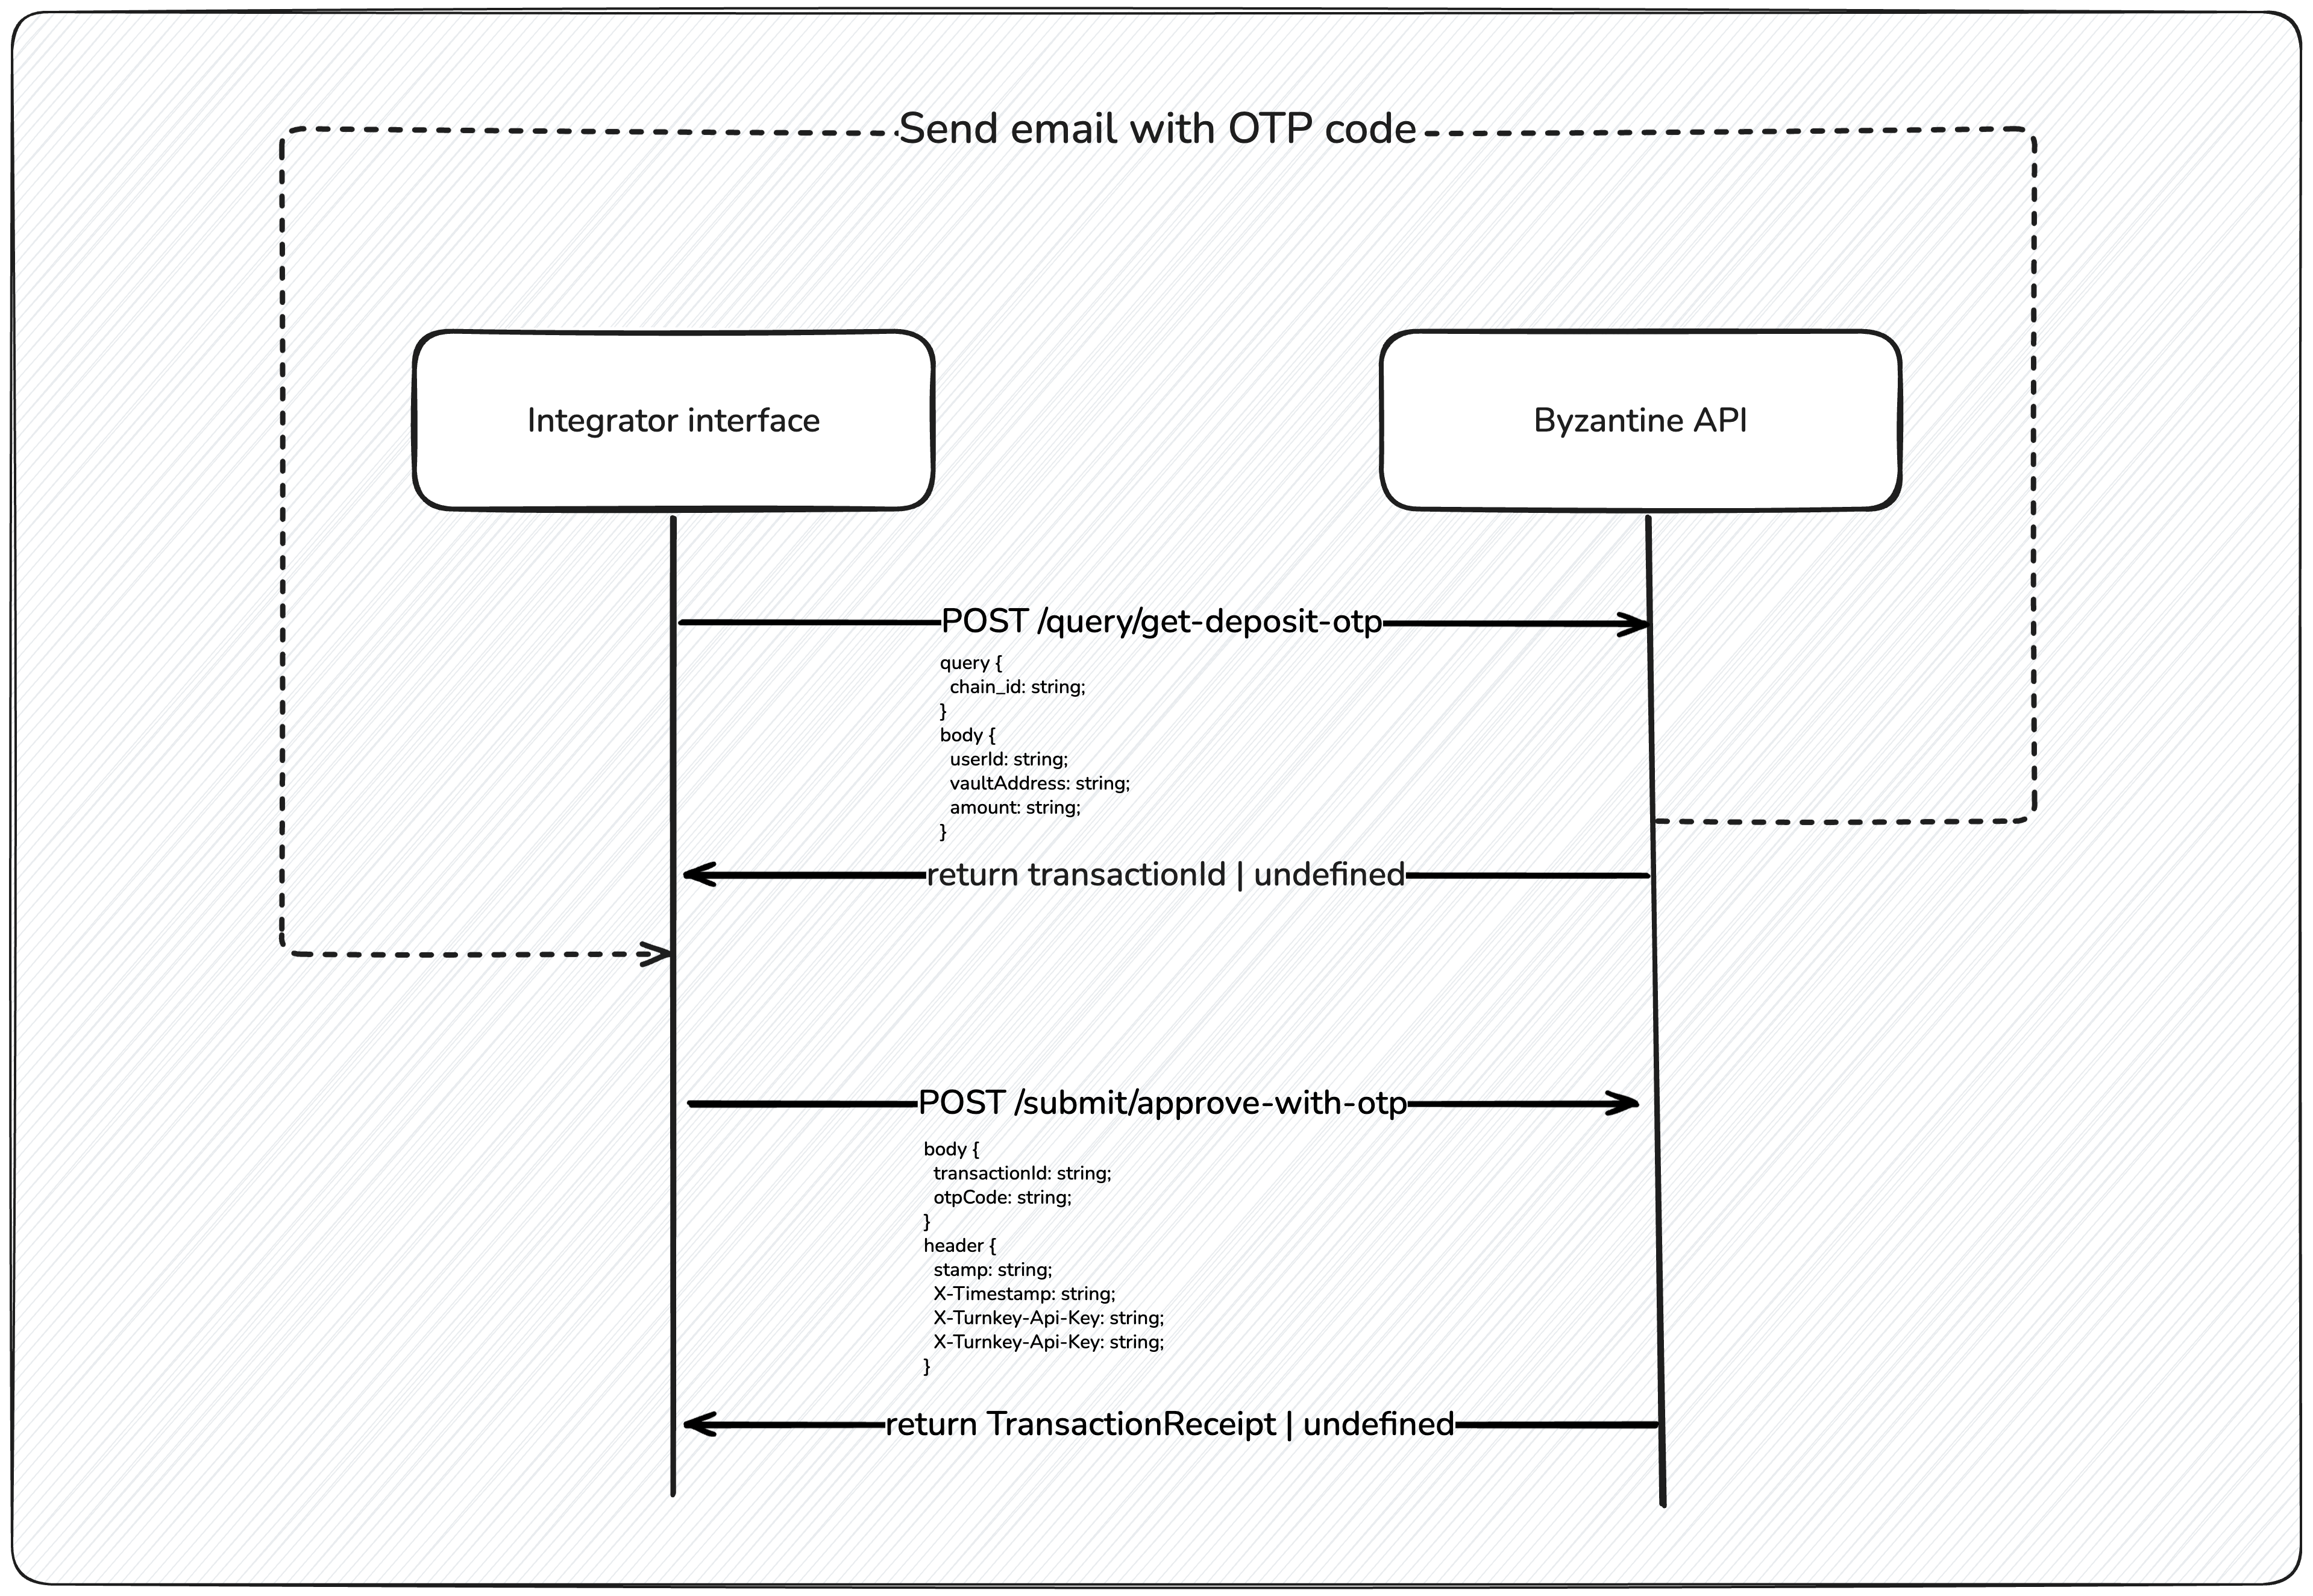 Send email with OTP code
Integrator interface
Byzantine API
POST /query/get-deposit-otp
query {
chain_id: string;
}
body {
userId: string;
vaultAddress: string;
amount: string;
}
return transactionId | undefined
POST /submit/approve-with-otp
body {
transactionId: string;
otpCode: string;
}
header {
stamp: string;
X-Timestamp: string;
X-Turnkey-Api-Key: string;
X-Turnkey-Api-Key: string;
}
return TransactionReceipt | undefined